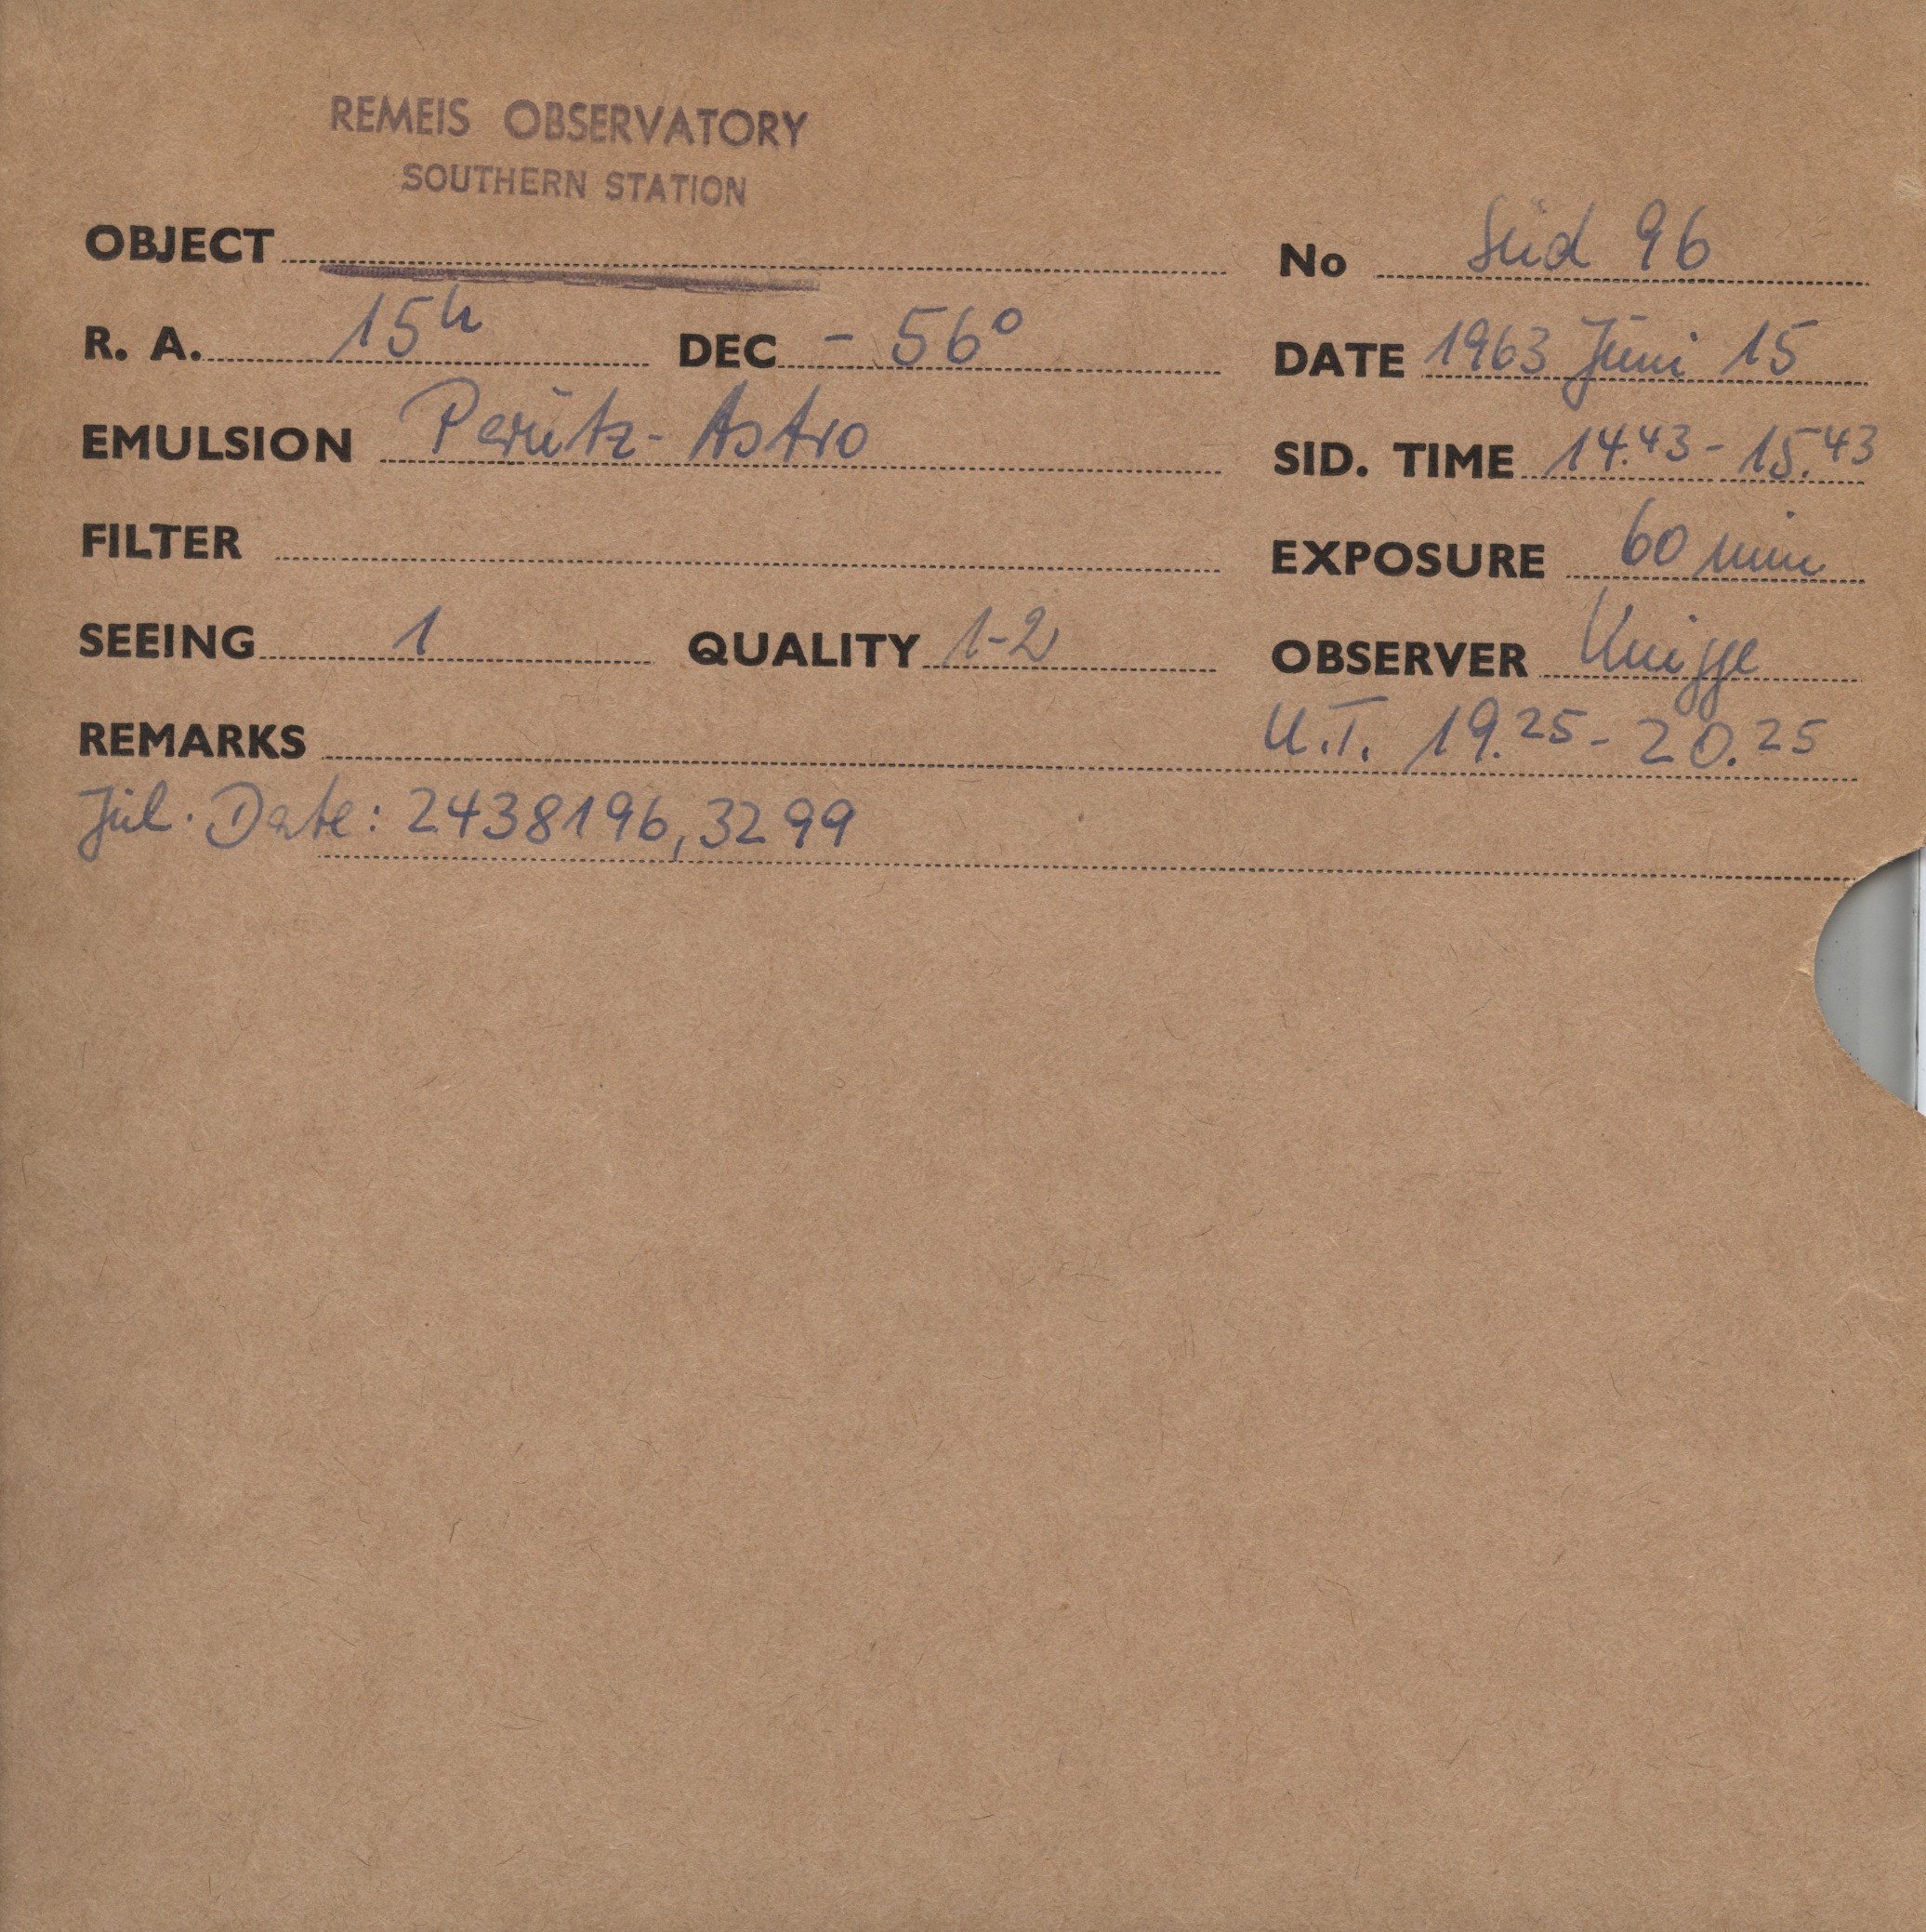 REMEIS OBSERVATORY
SOUTHERN STATION
OBJECT No Süd 96
R. A. 15h DEC - 56° DATE 1963 Juni 15
EMULSION Perutz-Astro SID. TIME 14.43 - 15.43
FILTER EXPOSURE 60 min
SEEING 1 QUALITY 1-2 OBSERVER Knigge
REMARKS U.T. 19.25 - 20.25
Jul. Date: 2438196,3299